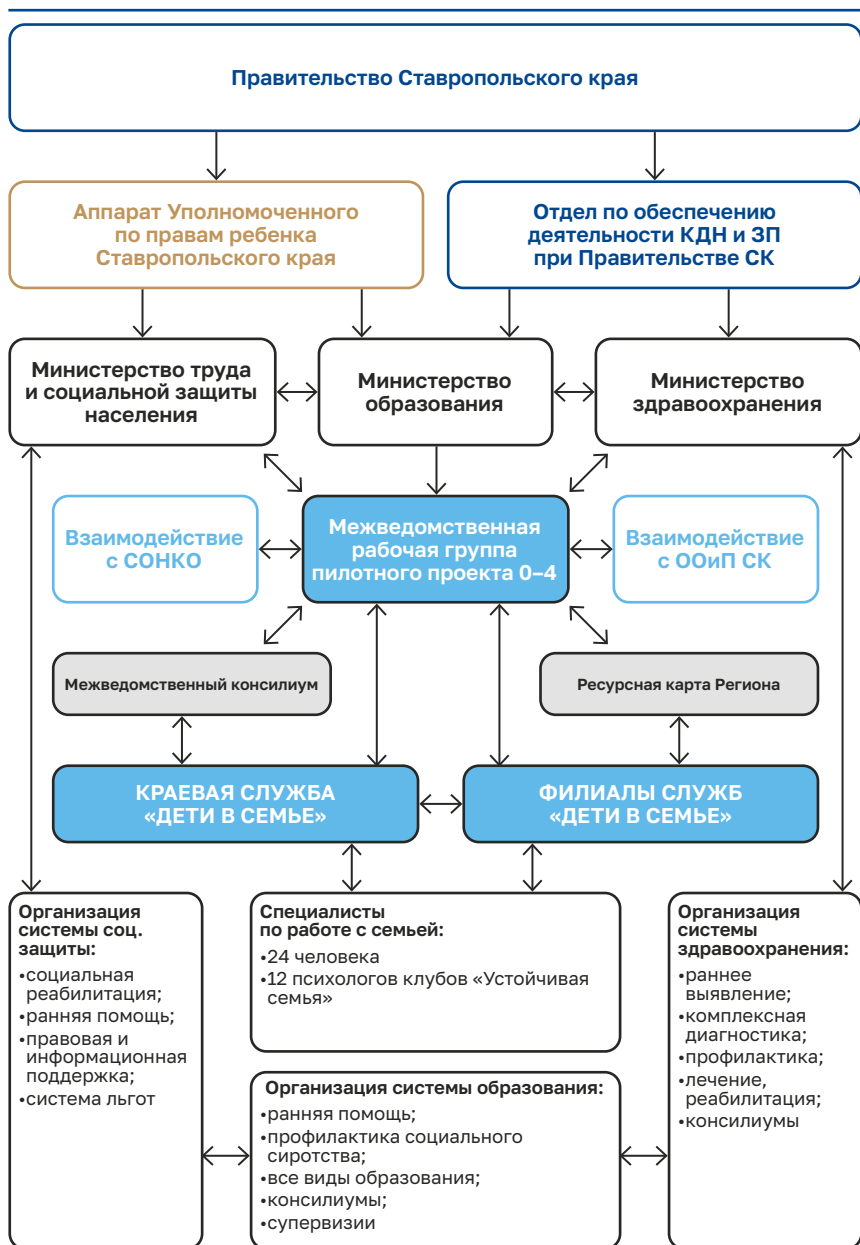 Правительство Ставропольского края
Аппарат Уполномоченного
по правам ребенка
Ставропольского края
Отдел по обеспечению
деятельности КДН и ЗП
при Правительстве СК
Министерство труда
и социальной защиты
населения
Министерство
образования
Министерство
здравоохранения
Взаимодействие
с СОНКО
Межведомственная
рабочая группа
пилотного проекта 0–4
Взаимодействие
с ООиП СК
Межведомственный консилиум
Ресурсная карта Региона
КРАЕВАЯ СЛУЖБА
«ДЕТИ В СЕМЬЕ»
ФИЛИАЛЫ СЛУЖБ
«ДЕТИ В СЕМЬЕ»
Организация
системы соц.
защиты:
•социальная
реабилитация;
•ранняя помощь;
•правовая и
информационная
поддержка;
•система льгот
Специалисты
по работе с семьей:
•24 человека
•12 психологов клубов «Устойчивая
семья»
Организация
системы
здравоохранения:
•раннее
выявление;
•комплексная
диагностика;
•профилактика;
•лечение,
реабилитация;
•консилиумы
Организация системы образования:
•ранняя помощь;
•профилактика социального
сиротства;
•все виды образования;
•консилиумы;
•супервизии